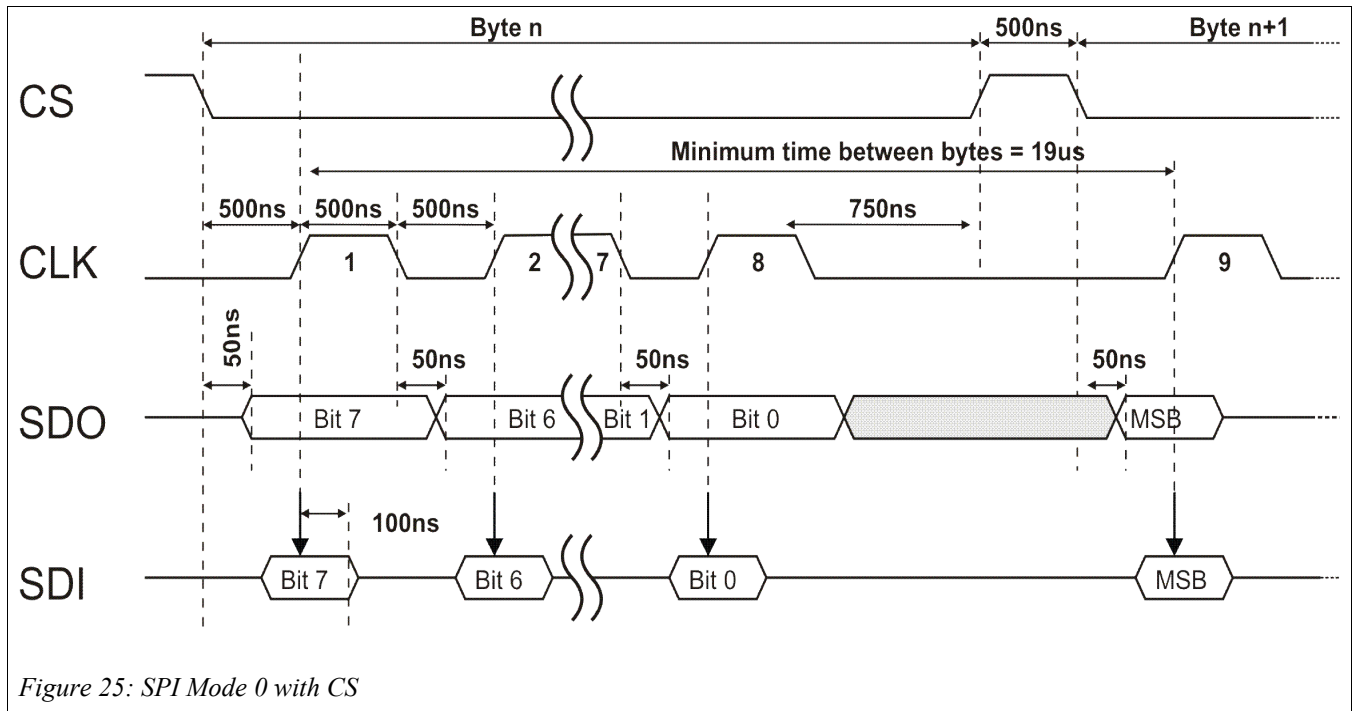 Byte n 500ns Byte n+1
CS
Minimum time between bytes = 19us
500ns 500ns 500ns 750ns
CLK 1 2 7 8 9
50ns 50ns 50ns 50ns
SDO Bit 7 Bit 6 Bit 1 Bit 0 MSB
100ns
SDI Bit 7 Bit 6 Bit 0 MSB
Figure 25: SPI Mode 0 with CS